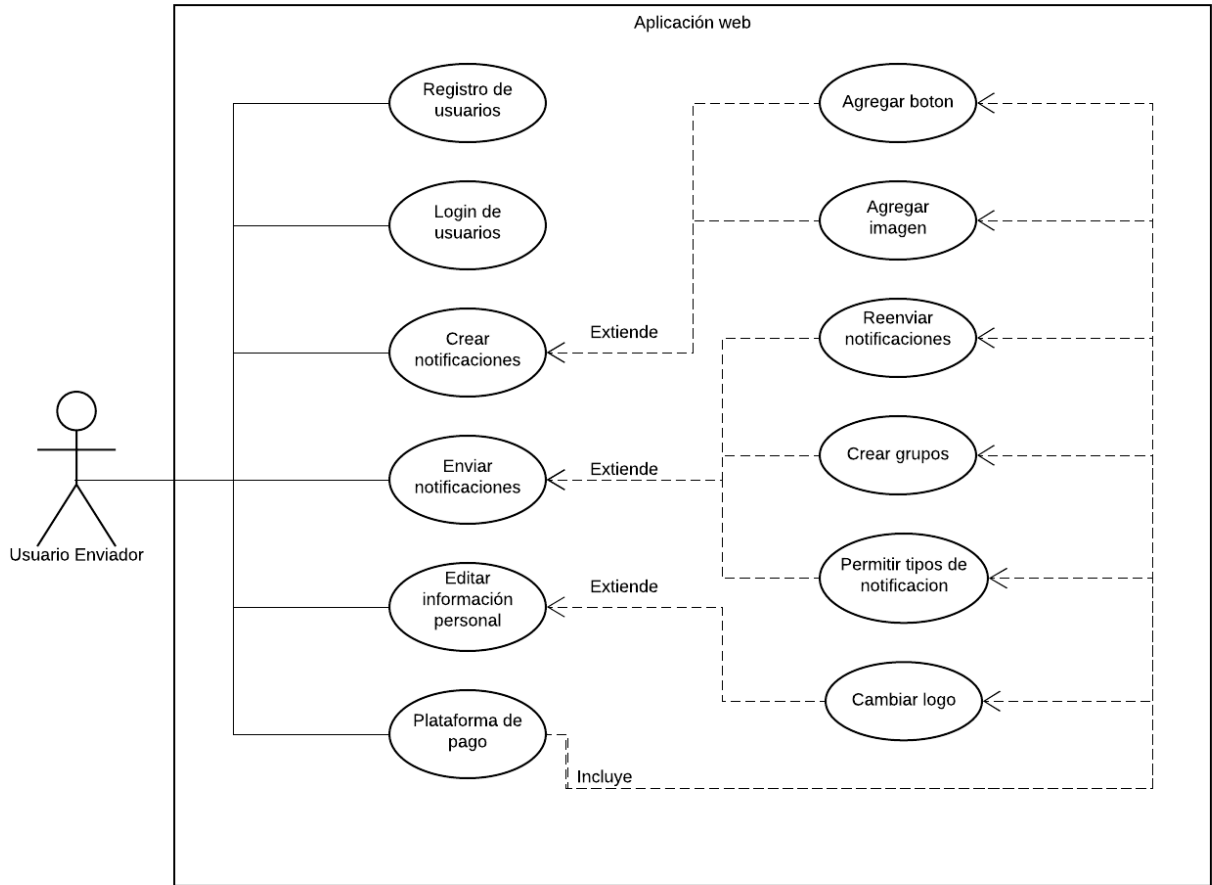 Aplicación web
Registro de
usuarios
Agregar boton
Login de
usuarios
Agregar
imagen
Crear
notificaciones
Extiende
Reenviar
notificaciones
Enviar
notificaciones
Extiende
Crear grupos
Usuario Enviador
Editar
información
personal
Extiende
Permitir tipos de
notificacion
Plataforma de
pago
Cambiar logo
Incluye